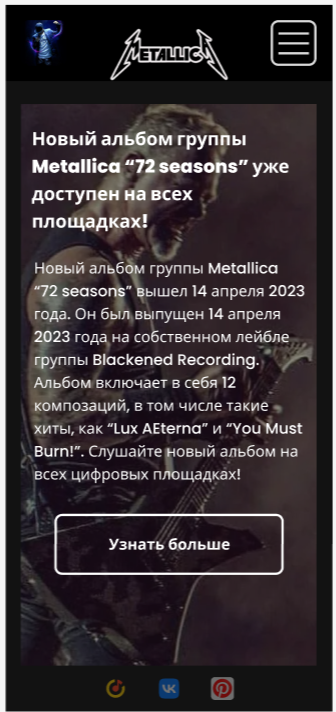 METALLICA
Новый альбом группы
Metallica “72 seasons” уже
доступен на всех
площадках!
Новый альбом группы Metallica
“72 seasons” вышел 14 апреля 2023
года. Он был выпущен 14 апреля
2023 года на собственном лейбле
группы Blackened Recording.
Альбом включает в себя 12
композаций, в том числе такие
хиты, как “Lux AEterna” и “You Must
Burn!”. Слушайте новый альбом на
всех цифровых площадках!
Узнать больше